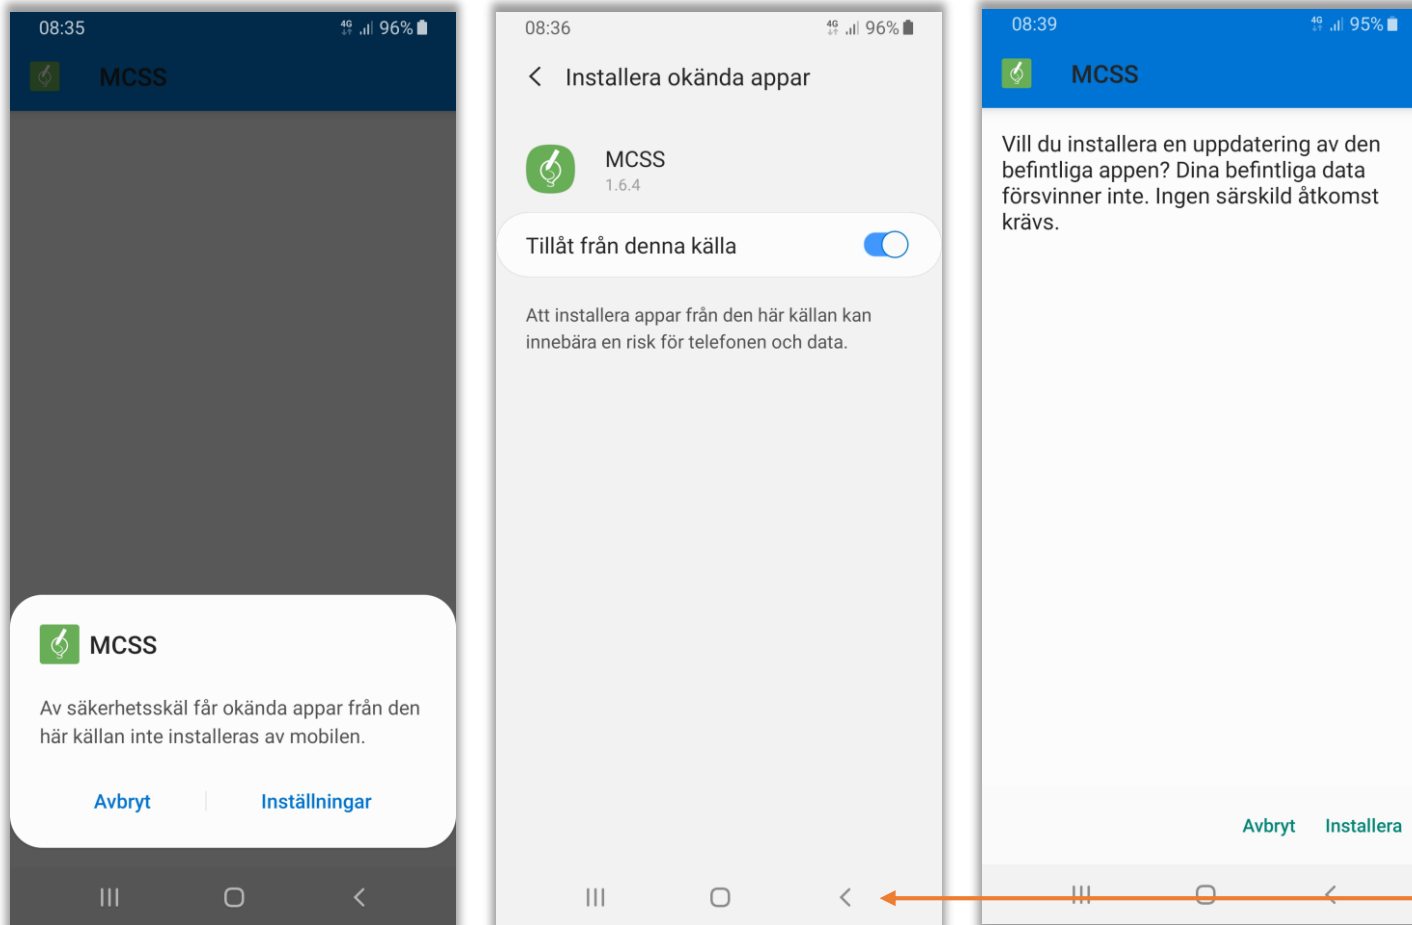 08:35
4G 96%
MCSS
MCSS
Av säkerhetsskäl får okända appar från den
här källan inte installeras av mobilen.
Avbryt
Inställningar
08:36
4G 96%
Installera okända appar
MCSS
1.6.4
Tillåt från denna källa
Att installera appar från den här källan kan
innebära en risk för telefonen och data.
08:39
4G 95%
MCSS
Vill du installera en uppdatering av den
befintliga appen? Dina befintliga data
försvinner inte. Ingen särskild åtkomst
krävs.
Avbryt
Installera